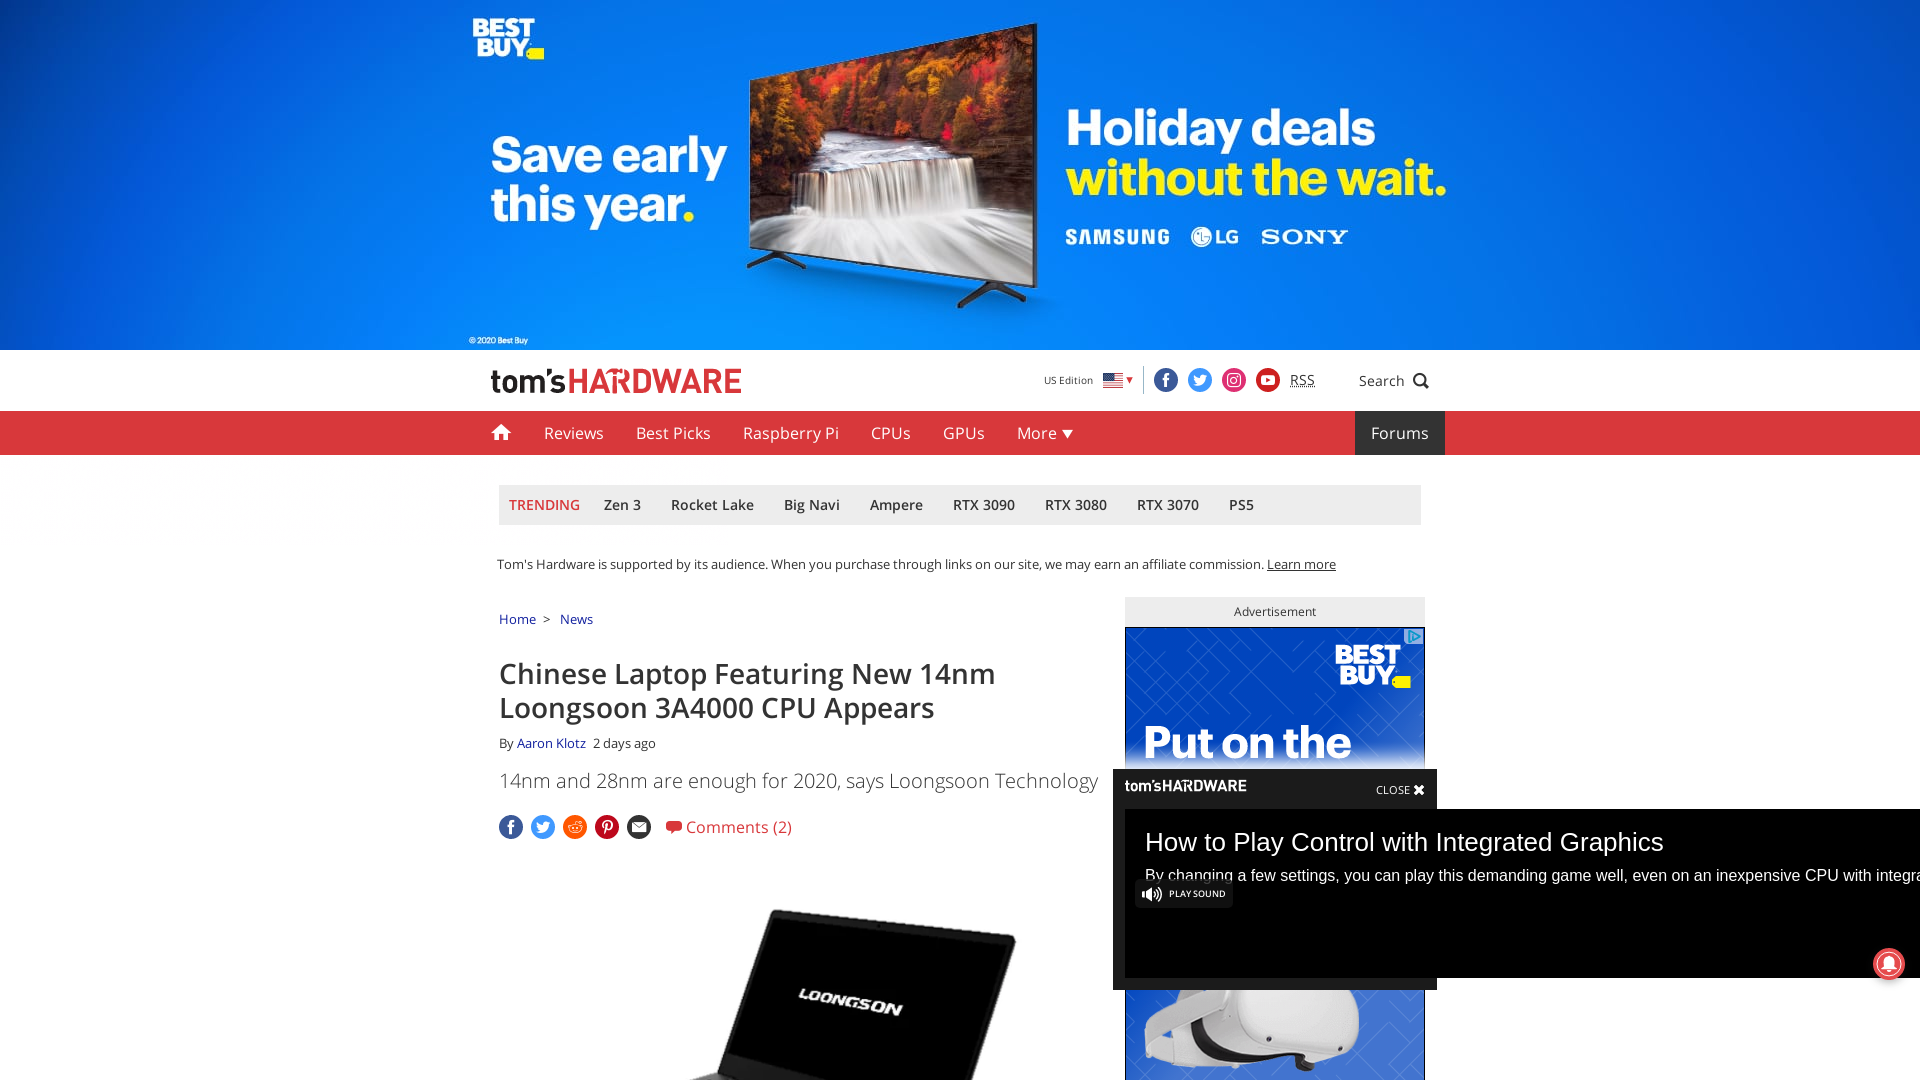 BEST
BUY
Save early
this year.
Holiday deals
without the wait.
SAMSUNG LG SONY
© 2020 Best Buy
tom'sHARDWARE
US Edition
RSS
Search
Reviews
Best Picks
Raspberry Pi
CPUs
GPUs
More
Forums
TRENDING
Zen 3
Rocket Lake
Big Navi
Ampere
RTX 3090
RTX 3080
RTX 3070
PS5
Tom's Hardware is supported by its audience. When you purchase through links on our site, we may earn an affiliate commission. Learn more
Home > News
Chinese Laptop Featuring New 14nm
Loongsoon 3A4000 CPU Appears
By Aaron Klotz 2 days ago
14nm and 28nm are enough for 2020, says Loongsoon Technology
Comments (2)
LOONGSON
Advertisement
BEST
BUY
Put on the
tom'sHARDWARE
CLOSE
How to Play Control with Integrated Graphics
By changing a few settings, you can play this demanding game well, even on an inexpensive CPU with integra
PLAY SOUND